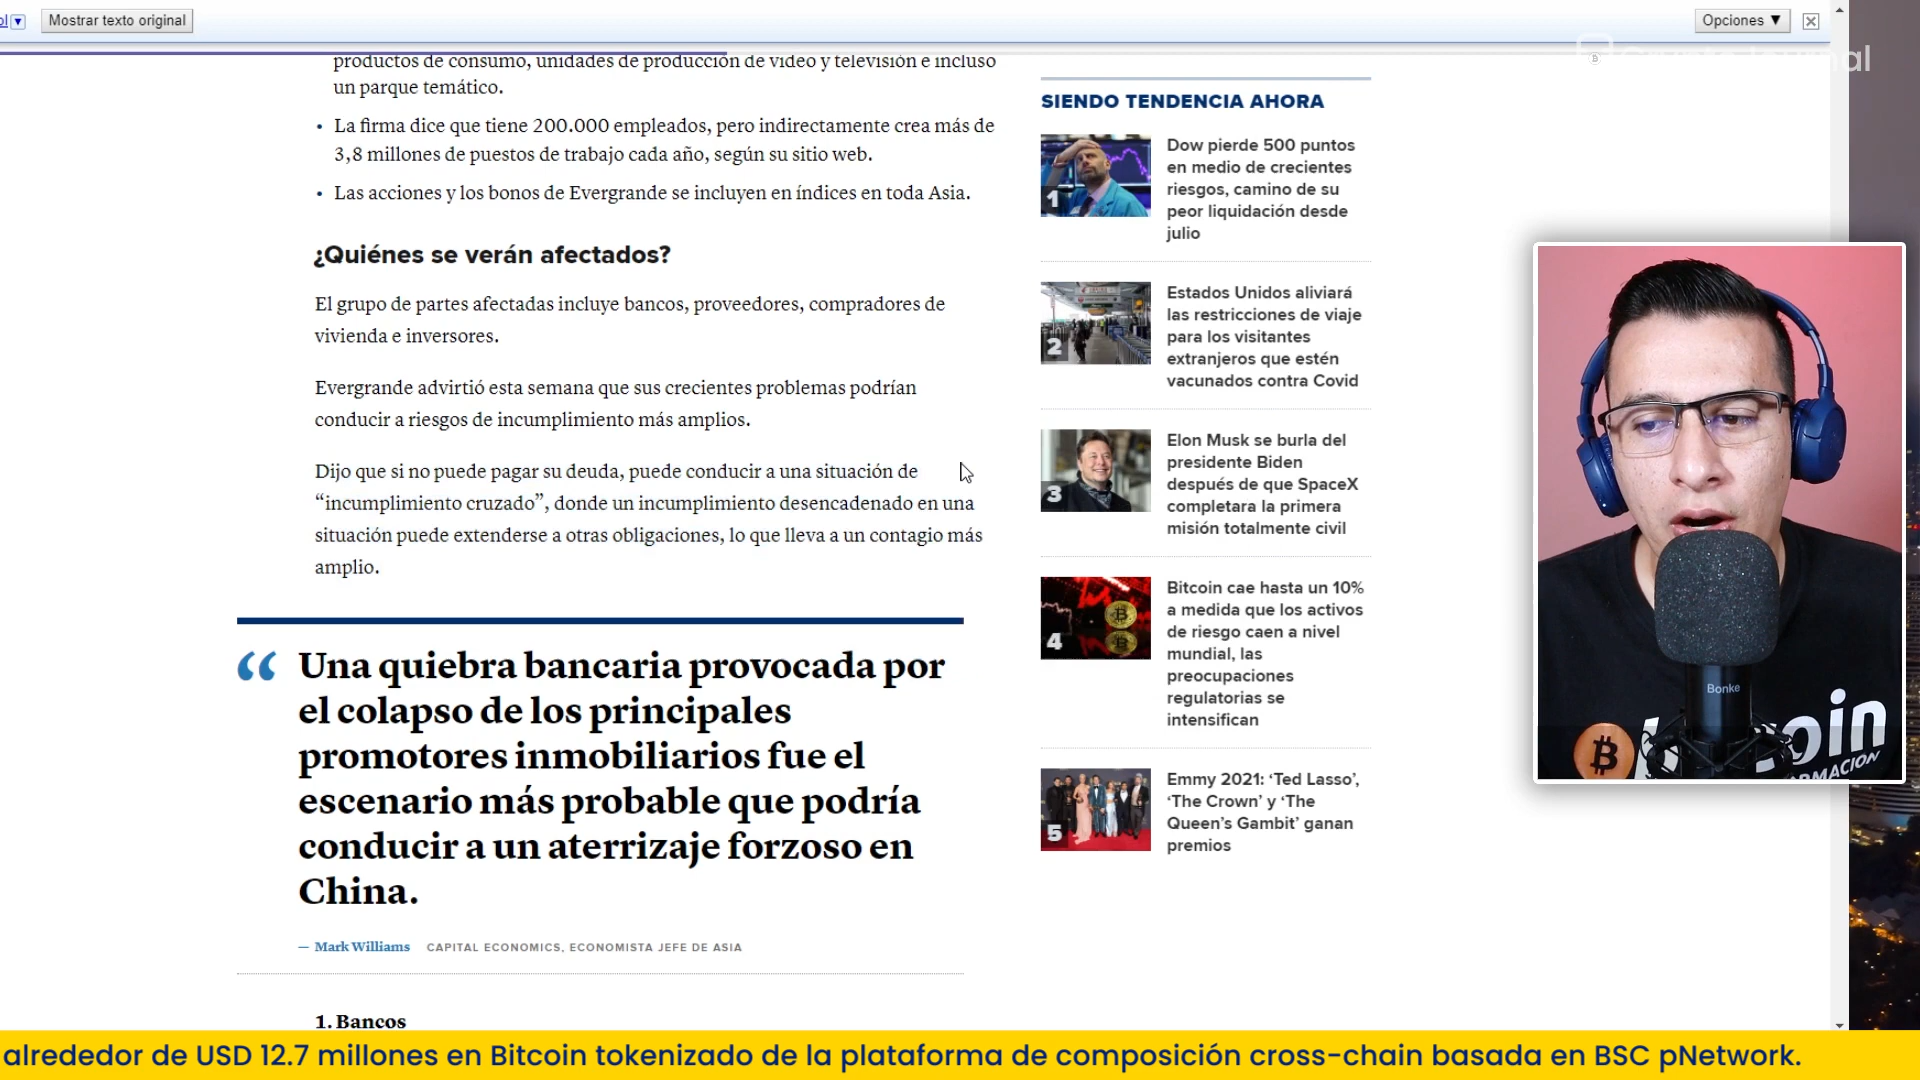 ol ▼ Mostrar texto original
Opciones ▼
productos de consumo, unidades de producción de video y televisión e incluso
un parque temático.
• La firma dice que tiene 200.000 empleados, pero indirectamente crea más de
3,8 millones de puestos de trabajo cada año, según su sitio web.
• Las acciones y los bonos de Evergrande se incluyen en índices en toda Asia.
¿Quiénes se verán afectados?
El grupo de partes afectadas incluye bancos, proveedores, compradores de
vivienda e inversores.
Evergrande advirtió esta semana que sus crecientes problemas podrían
conducir a riesgos de incumplimiento más amplios.
Dijo que si no puede pagar su deuda, puede conducir a una situación de
“incumplimiento cruzado”, donde un incumplimiento desencadenado en una
situación puede extenderse a otras obligaciones, lo que lleva a un contagio más
amplio.
“ Una quiebra bancaria provocada por
el colapso de los principales
promotores inmobiliarios fue el
escenario más probable que podría
conducir a un aterrizaje forzoso en
China.
— Mark Williams CAPITAL ECONOMICS, ECONOMISTA JEFE DE ASIA
1. Bancos
SIENDO TENDENCIA AHORA
1
Dow pierde 500 puntos
en medio de crecientes
riesgos, camino de su
peor liquidación desde
julio
2
Estados Unidos aliviará
las restricciones de viaje
para los visitantes
extranjeros que estén
vacunados contra Covid
3
Elon Musk se burla del
presidente Biden
después de que SpaceX
completara la primera
misión totalmente civil
4
Bitcoin cae hasta un 10%
a medida que los activos
de riesgo caen a nivel
mundial, las
preocupaciones
regulatorias se
intensifican
5
Emmy 2021: ‘Ted Lasso’,
‘The Crown’ y ‘The
Queen’s Gambit’ ganan
premios
Bonke
alrededor de USD 12.7 millones en Bitcoin tokenizado de la plataforma de composición cross-chain basada en BSC pNetwork.